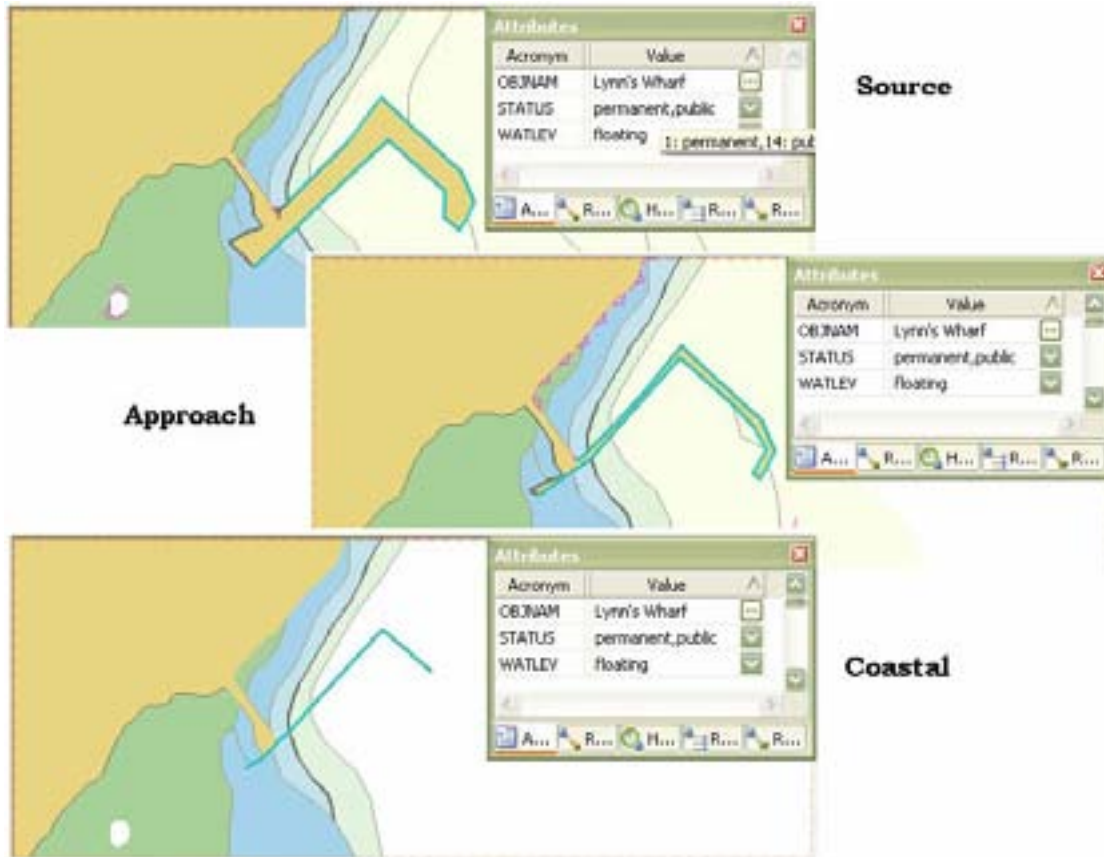 Attributes
Acronym Value
OBJNAM Lynn's Wharf
STATUS permanent,public
WATLEV floating
1: permanent,14: pub
A... R... H... R... R...
Source
Attributes
Acronym Value
OBJNAM Lynn's Wharf
STATUS permanent,public
WATLEV floating
A... R... H... R... R...
Approach
Attributes
Acronym Value
OBJNAM Lynn's Wharf
STATUS permanent,public
WATLEV floating
A... R... H... R... R...
Coastal